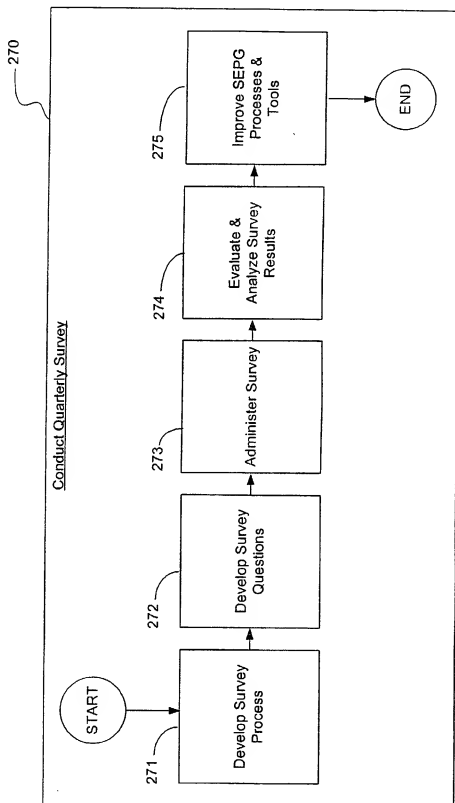 270
Conduct Quarterly Survey
START
271
Develop Survey
Process
272
Develop Survey
Questions
273
Administer Survey
274
Evaluate &
Analyze Survey
Results
275
Improve SEPG
Processes &
Tools
END